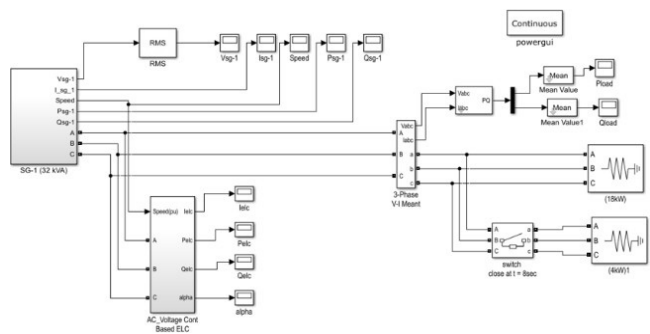 Continuous
powergui
RMS
RMS
Vsg-1
Isg-1
Speed
Psg-1
Qsg-1
Vsg-1
I_sg_1
Speed
Psg-1
Qsg-1
A
B
C
SG-1 (32 kVA)
Vabc
Iabc
PQ
Mean
Mean Value
Pload
Mean
Mean Value1
Qload
Vabc
Iabc
A
B
C
a
b
c
3-Phase
V-I Meant
A
B
C
(18kW)
A
B
C
a
b
c
switch
close at t = 8sec
A
B
C
(4kW)1
Speed(pu)
A
B
C
Ielc
Pelc
Qelc
alpha
AC_Voltage Cont
Based ELC
Ielc
Pelc
Qelc
alpha